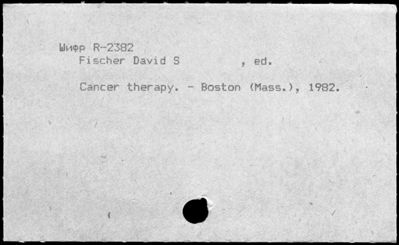 Шифр R-2382
Fischer David S , ed.
Cancer therapy. - Boston (Mass.), 1982.